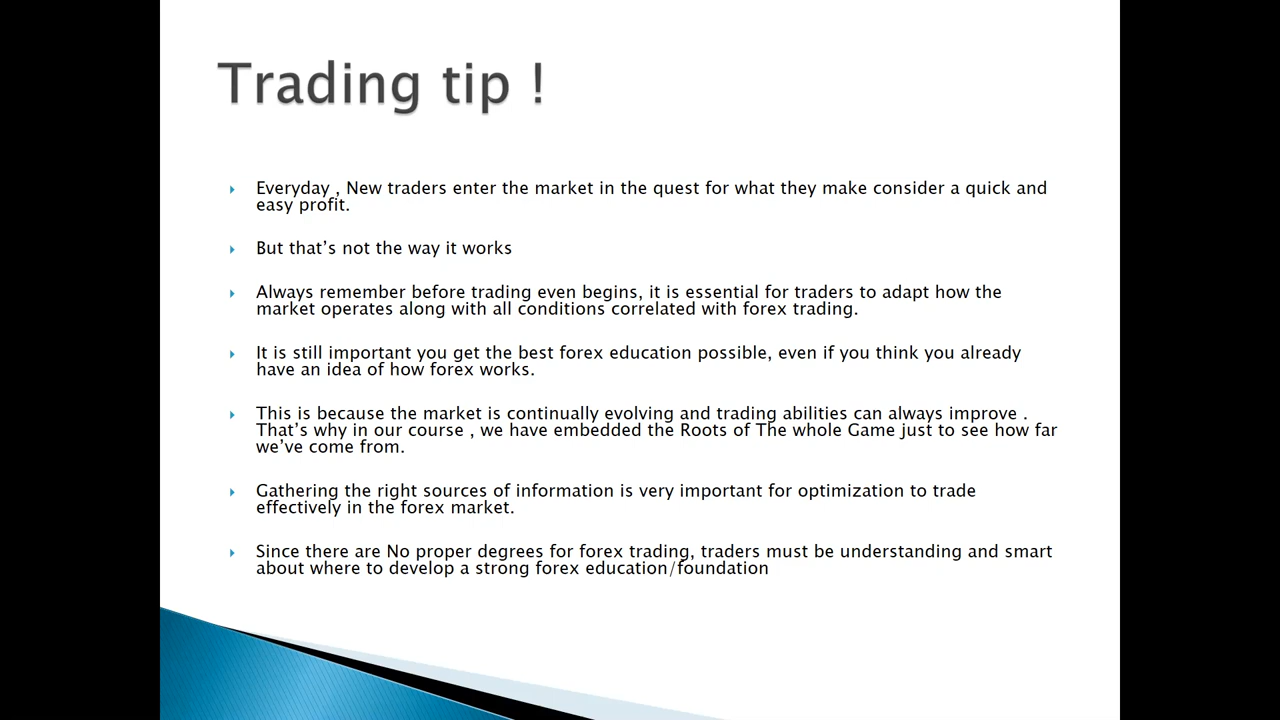 Trading tip !
Everyday , New traders enter the market in the quest for what they make consider a quick and
easy profit.
But that’s not the way it works
Always remember before trading even begins, it is essential for traders to adapt how the
market operates along with all conditions correlated with forex trading.
It is still important you get the best forex education possible, even if you think you already
have an idea of how forex works.
This is because the market is continually evolving and trading abilities can always improve .
That’s why in our course , we have embedded the Roots of The whole Game just to see how far
we’ve come from.
Gathering the right sources of information is very important for optimization to trade
effectively in the forex market.
Since there are No proper degrees for forex trading, traders must be understanding and smart
about where to develop a strong forex education/foundation